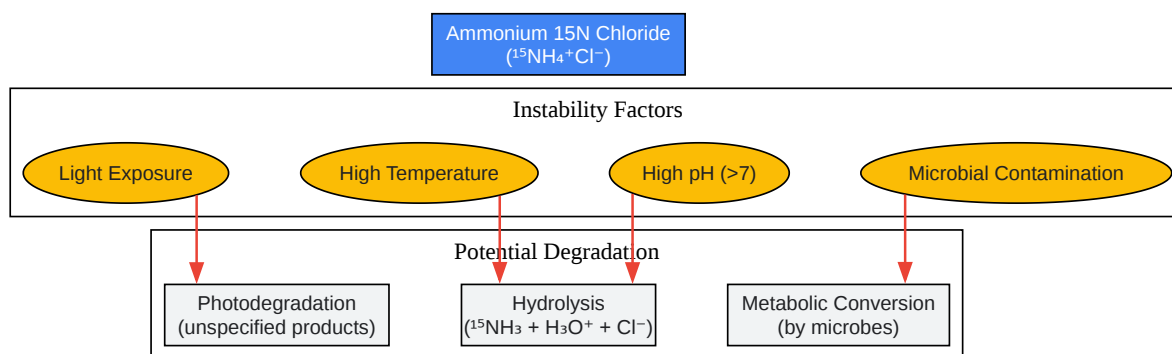 Ammonium 15N Chloride
(¹⁵NH₄⁺Cl⁻)
Instability Factors
Light Exposure
High Temperature
High pH (>7)
Microbial Contamination
Potential Degradation
Photodegradation
(unspecified products)
Hydrolysis
(¹⁵NH₃ + H₃O⁺ + Cl⁻)
Metabolic Conversion
(by microbes)